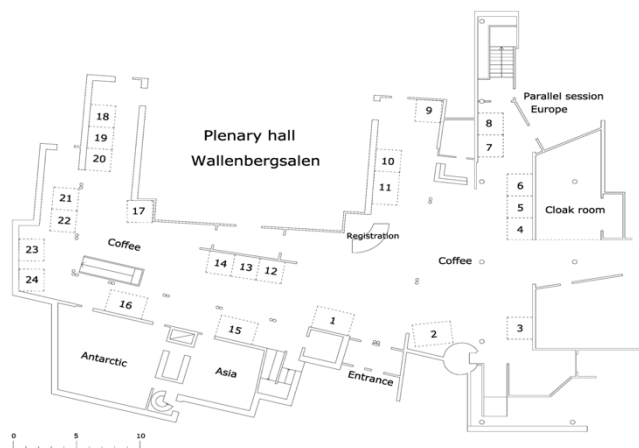 Plenary hall
Wallenbergsalen
Parallel session
Europe
18
19
20
9
8
7
10
11
6
5
4
Cloak room
21
22
17
Registration
23
24
Coffee
14
13
12
Coffee
16
15
1
2
3
Antarctic
Asia
Entrance
0
5
10